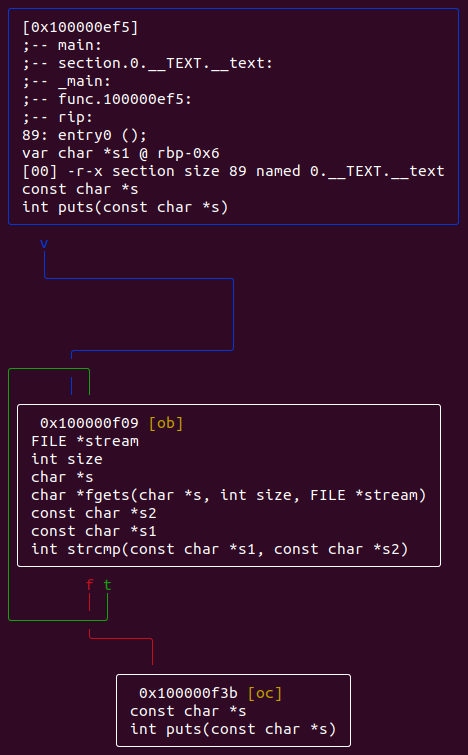 [0x100000ef5]
;-- main:
;-- section.0.__TEXT.__text:
;-- _main:
;-- func.100000ef5:
;-- rip:
89: entry0 ();
var char *s1 @ rbp-0x6
[00] -r-x section size 89 named 0.__TEXT.__text
const char *s
int puts(const char *s)
v
0x100000f09 [ob]
FILE *stream
int size
char *s
char *fgets(char *s, int size, FILE *stream)
const char *s2
const char *s1
int strcmp(const char *s1, const char *s2)
f t
0x100000f3b [oc]
const char *s
int puts(const char *s)